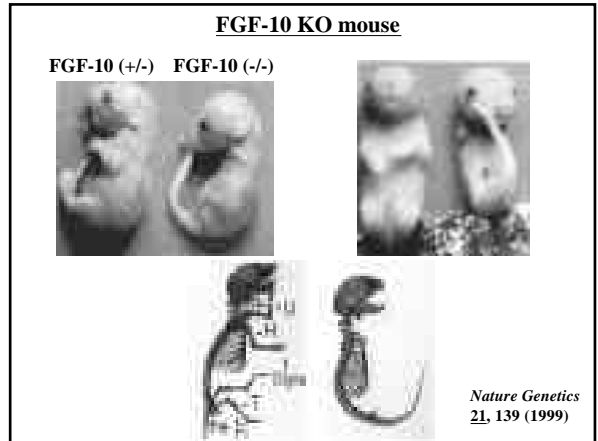 FGF-10 KO mouse
FGF-10 (+/-) FGF-10 (-/-)
H
T
Nature Genetics
21, 139 (1999)